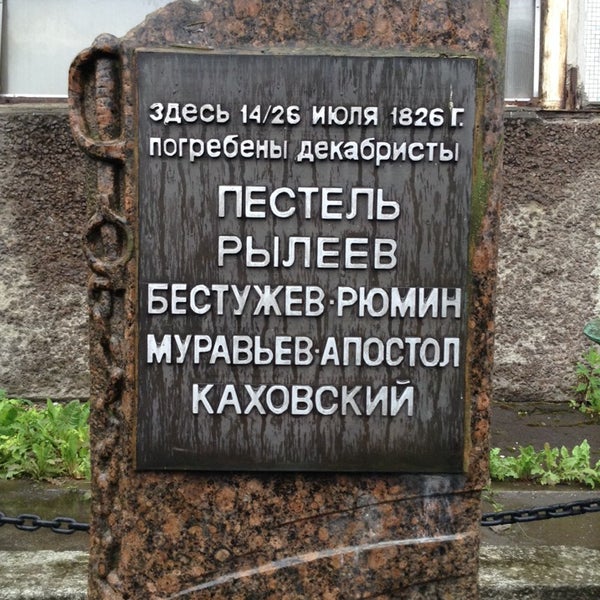 здесь 14/26 июля 1826 г.
погребены декабристы
ПЕСТЕЛЬ
РЫЛЕЕВ
БЕСТУЖЕВ-РЮМИН
МУРАВЬЕВ-АПОСТОЛ
КАХОВСКИЙ